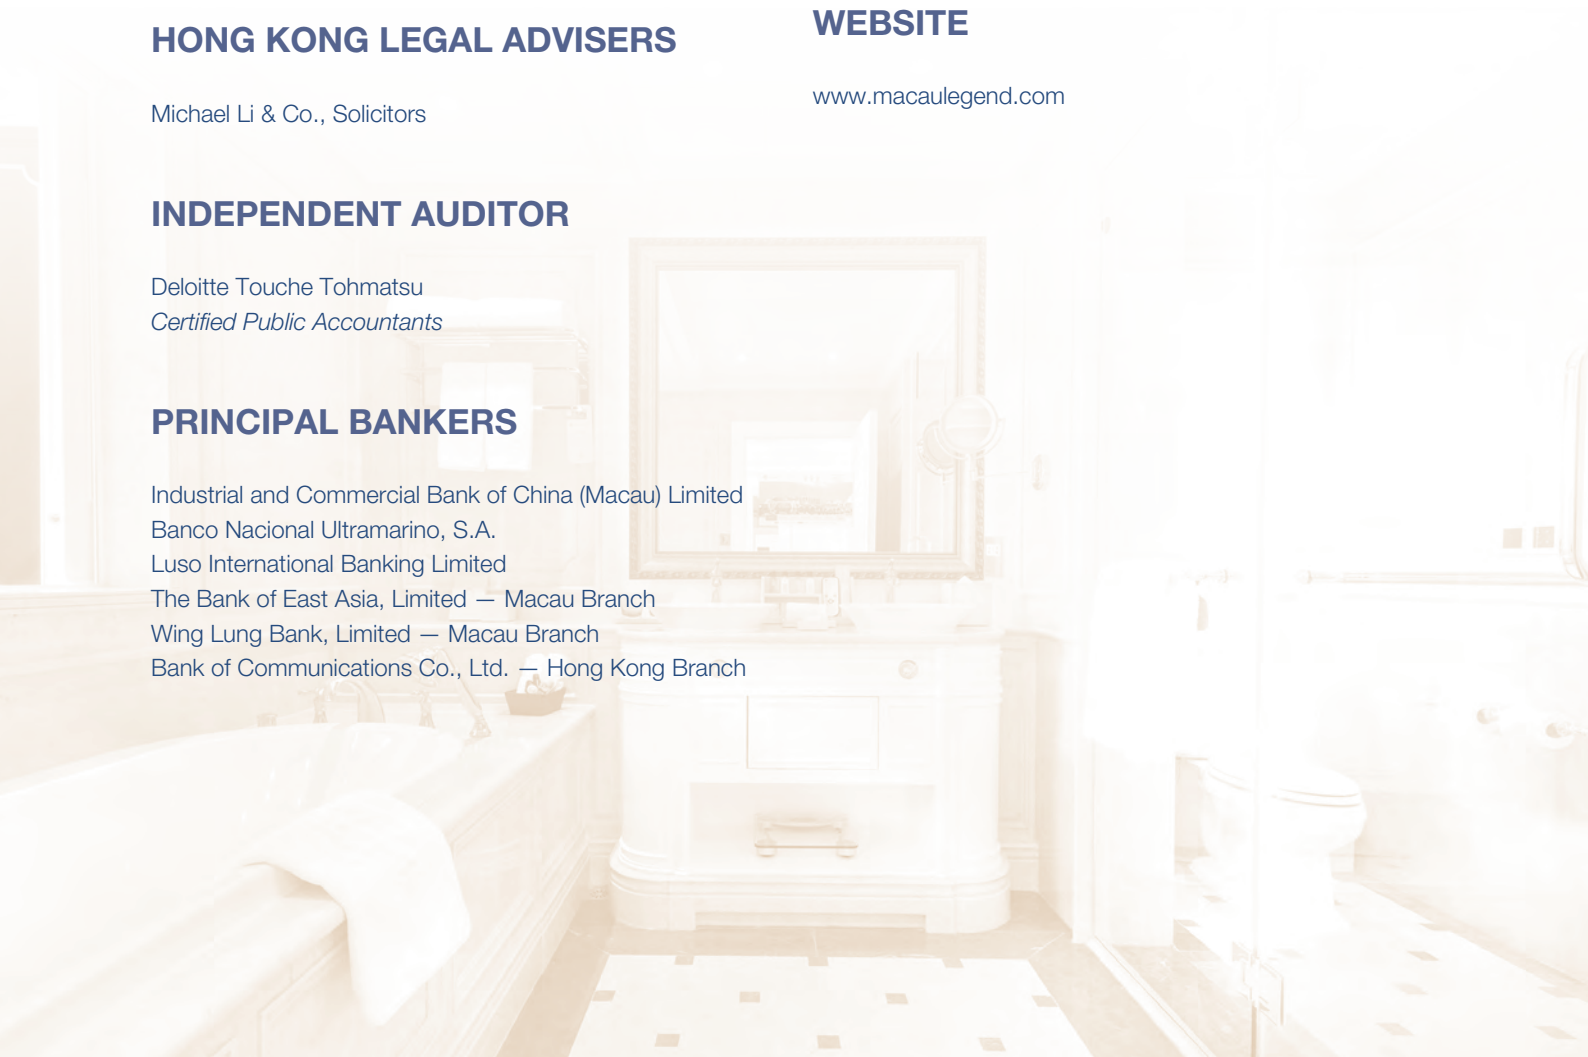 HONG KONG LEGAL ADVISERS
Michael Li & Co., Solicitors
INDEPENDENT AUDITOR
Deloitte Touche Tohmatsu
Certified Public Accountants
PRINCIPAL BANKERS
Industrial and Commercial Bank of China (Macau) Limited
Banco Nacional Ultramarino, S.A.
Luso International Banking Limited
The Bank of East Asia, Limited — Macau Branch
Wing Lung Bank, Limited — Macau Branch
Bank of Communications Co., Ltd. — Hong Kong Branch
WEBSITE
www.macaulegend.com